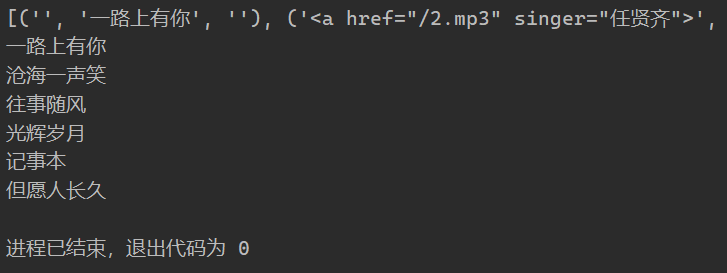 [('', '一路上有你', ''), ('<a href="/2.mp3" singer="任贤齐">',
一路上有你
沧海一声笑
往事随风
光辉岁月
记事本
但愿人长久
进程已结束，退出代码为 0